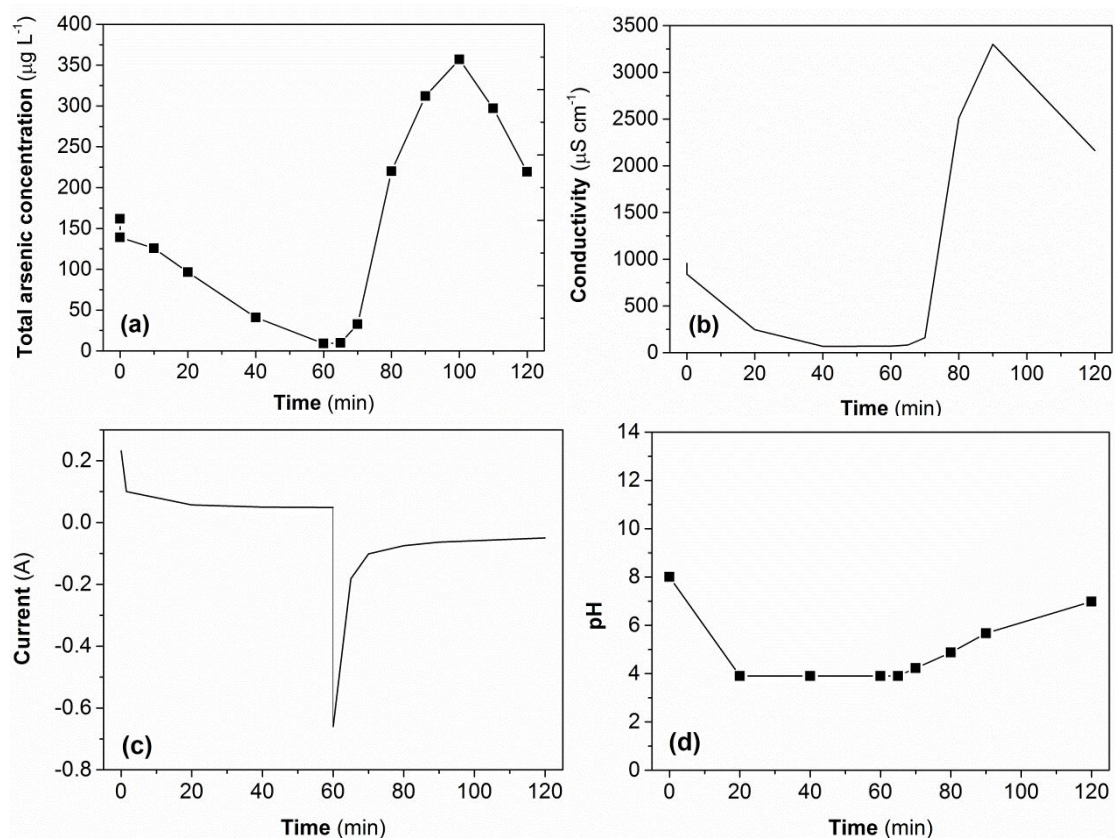 Total arsenic concentration (μg L⁻¹)
400
350
300
250
200
150
100
50
0
(a)
0 20 40 60 80 100 120
Time (min)
Conductivity (μS cm⁻¹)
3500
3000
2500
2000
1500
1000
500
0
(b)
0 20 40 60 80 100 120
Time (min)
Current (A)
0.2
0.0
-0.2
-0.4
-0.6
-0.8
(c)
0 20 40 60 80 100 120
Time (min)
pH
14
12
10
8
6
4
2
0
(d)
0 20 40 60 80 100 120
Time (min)